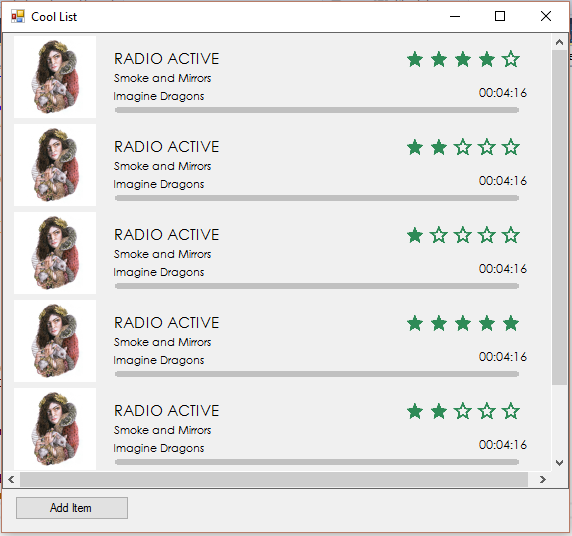 Cool List
RADIO ACTIVE
Smoke and Mirrors
Imagine Dragons
00:04:16
RADIO ACTIVE
Smoke and Mirrors
Imagine Dragons
00:04:16
RADIO ACTIVE
Smoke and Mirrors
Imagine Dragons
00:04:16
RADIO ACTIVE
Smoke and Mirrors
Imagine Dragons
00:04:16
RADIO ACTIVE
Smoke and Mirrors
Imagine Dragons
00:04:16
Add Item